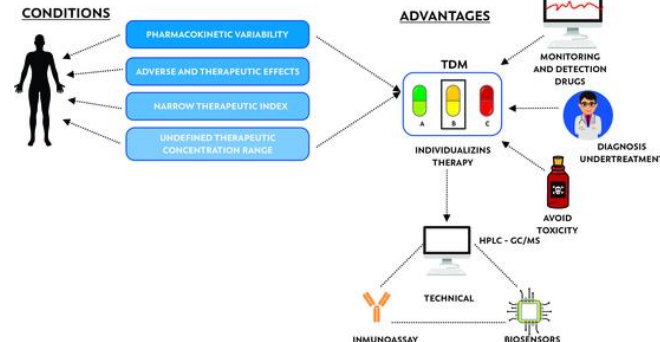 CONDITIONS
PHARMACOKINETIC VARIABILITY
ADVERSE AND THERAPEUTIC EFFECTS
NARROW THERAPEUTIC INDEX
UNDEFINED THERAPEUTIC
CONCENTRATION RANGE
ADVANTAGES
TDM
A B C
INDIVIDUALIZINS
THERAPY
MONITORING
AND DETECTION
DRUGS
DIAGNOSIS
UNDERTREATMENT
AVOID
TOXICITY
HPLC - GC/MS
TECHNICAL
INMUNOASSAY
BIOSENSORS